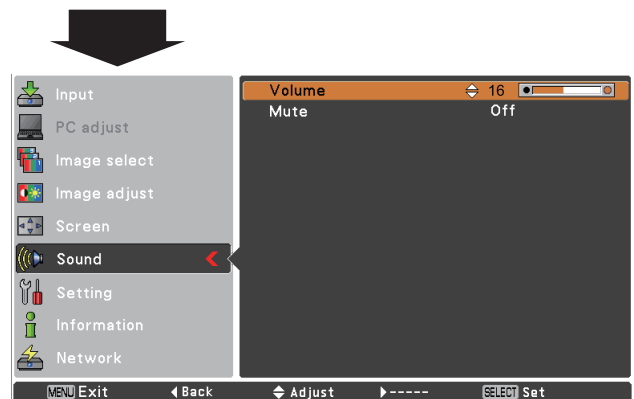 Input
PC adjust
Image select
Image adjust
Screen
Sound
Setting
Information
Network
Volume 16
Mute Off
MENU Exit Back Adjust ----- SELECT Set